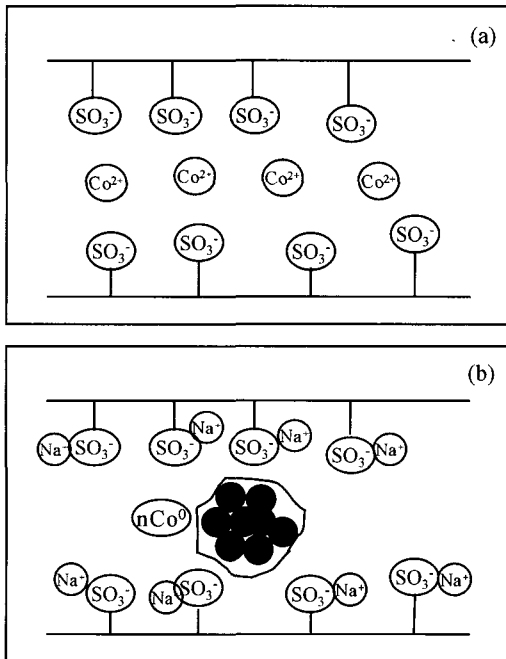 (a)
SO₃⁻ SO₃⁻ SO₃⁻ SO₃⁻
Co²⁺ Co²⁺ Co²⁺ Co²⁺
SO₃⁻ SO₃⁻ SO₃⁻ SO₃⁻
(b)
Na⁺ SO₃⁻ SO₃⁻ Na⁺ SO₃⁻ Na⁺ SO₃⁻ Na⁺
nCo⁰
Na⁺ SO₃⁻ Na SO₃⁻ SO₃⁻ Na⁺ SO₃⁻ Na⁺